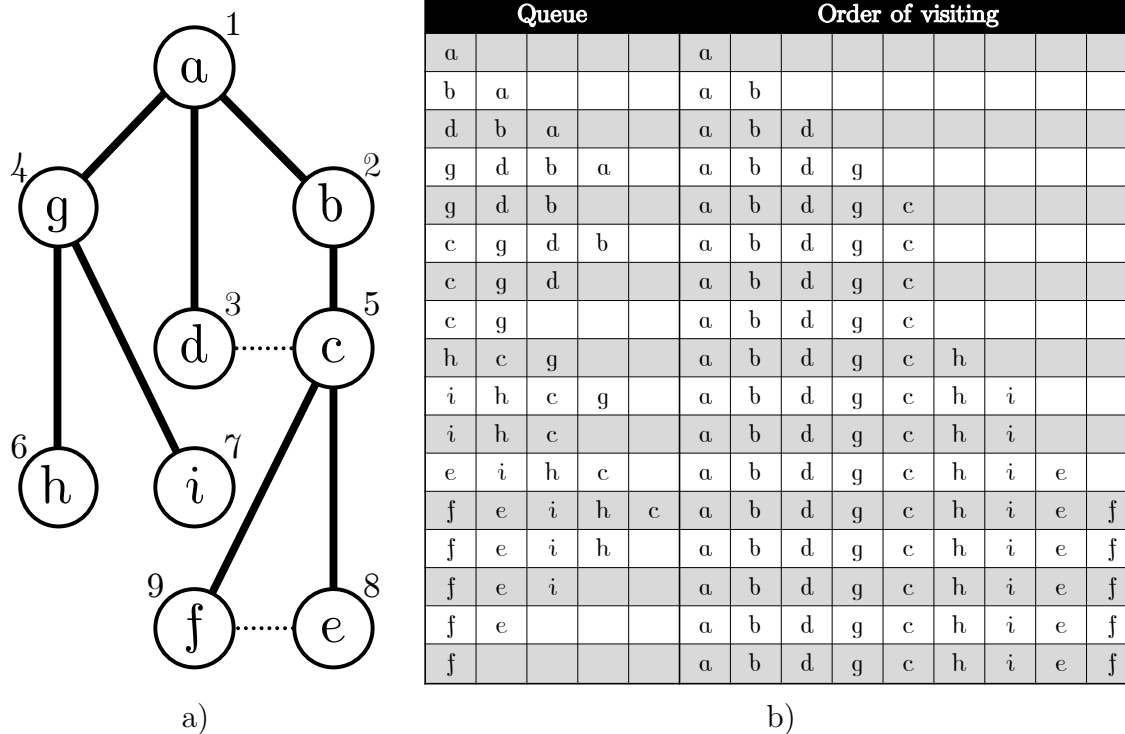 1
a
4
g
2
b
3
d
5
c
6
h
7
i
9
f
8
e
a)
Queue Order of visiting
a a
b a a b
d b a a b d
g d b a a b d g
g d b a b d g c
c g d b a b d g c
c g d a b d g c
c g a b d g c
h c g a b d g c h
i h c g a b d g c h i
i h c a b d g c h i
e i h c a b d g c h i e
f e i h c a b d g c h i e f
f e i h a b d g c h i e f
f e i a b d g c h i e f
f e a b d g c h i e f
f a b d g c h i e f
b)